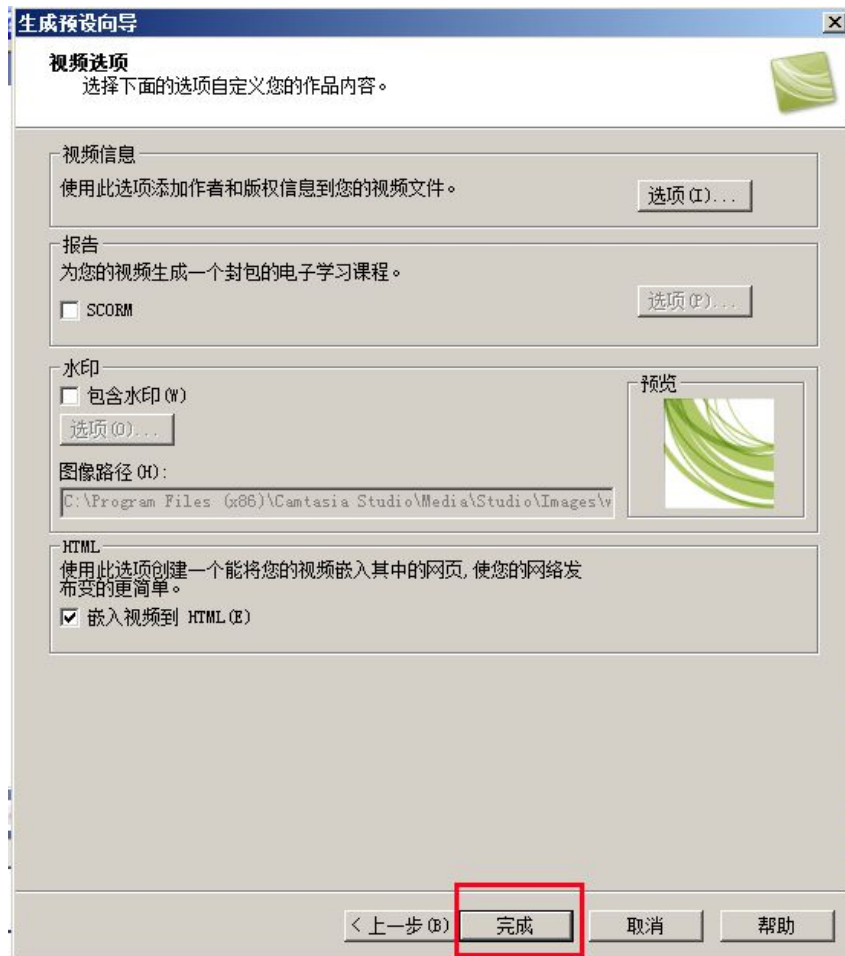 生成预设向导
视频选项
选择下面的选项自定义您的作品内容。
视频信息
使用此选项添加作者和版权信息到您的视频文件。
选项(I)...
报告
为您的视频生成一个封包的电子学习课程。
SCORM
选项(P)...
水印
包含水印(W)
选项(O)...
预览
图像路径(H):
C:\Program Files (x86)\Camtasia Studio\Media\Studio\Images\w
HTML
使用此选项创建一个能将您的视频嵌入其中的网页,使您的网络发
布变的更简单。
嵌入视频到 HTML(E)
< 上一步(B)
完成
取消
帮助